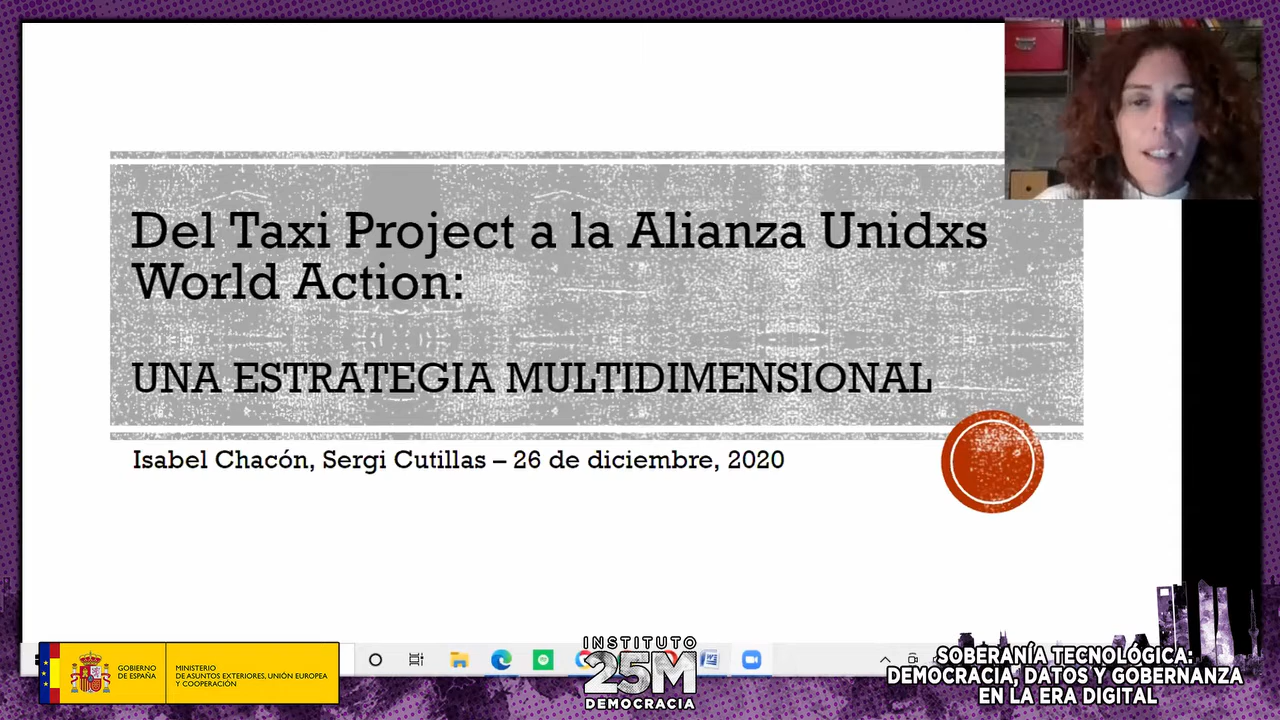 Del Taxi Project a la Alianza Unidxs
World Action:
UNA ESTRATEGIA MULTIDIMENSIONAL
Isabel Chacón, Sergi Cutillas – 26 de diciembre, 2020
GOBIERNO
DE ESPAÑA
MINISTERIO
DE ASUNTOS EXTERIORES, UNIÓN EUROPEA
Y COOPERACIÓN
INSTITUTO
25M
DEMOCRACIA
SOBERANÍA TECNOLÓGICA:
DEMOCRACIA, DATOS Y GOBERNANZA
EN LA ERA DIGITAL